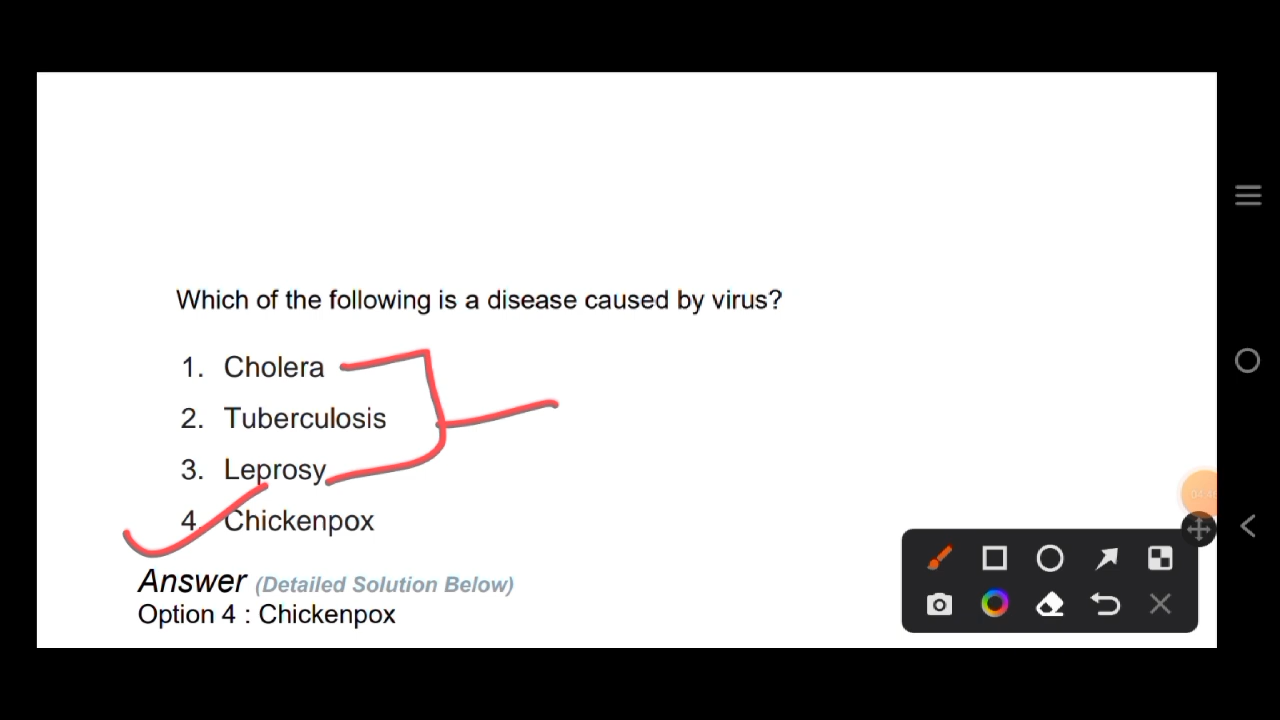 Which of the following is a disease caused by virus?
1. Cholera
2. Tuberculosis
3. Leprosy
4. Chickenpox
Answer (Detailed Solution Below)
Option 4 : Chickenpox